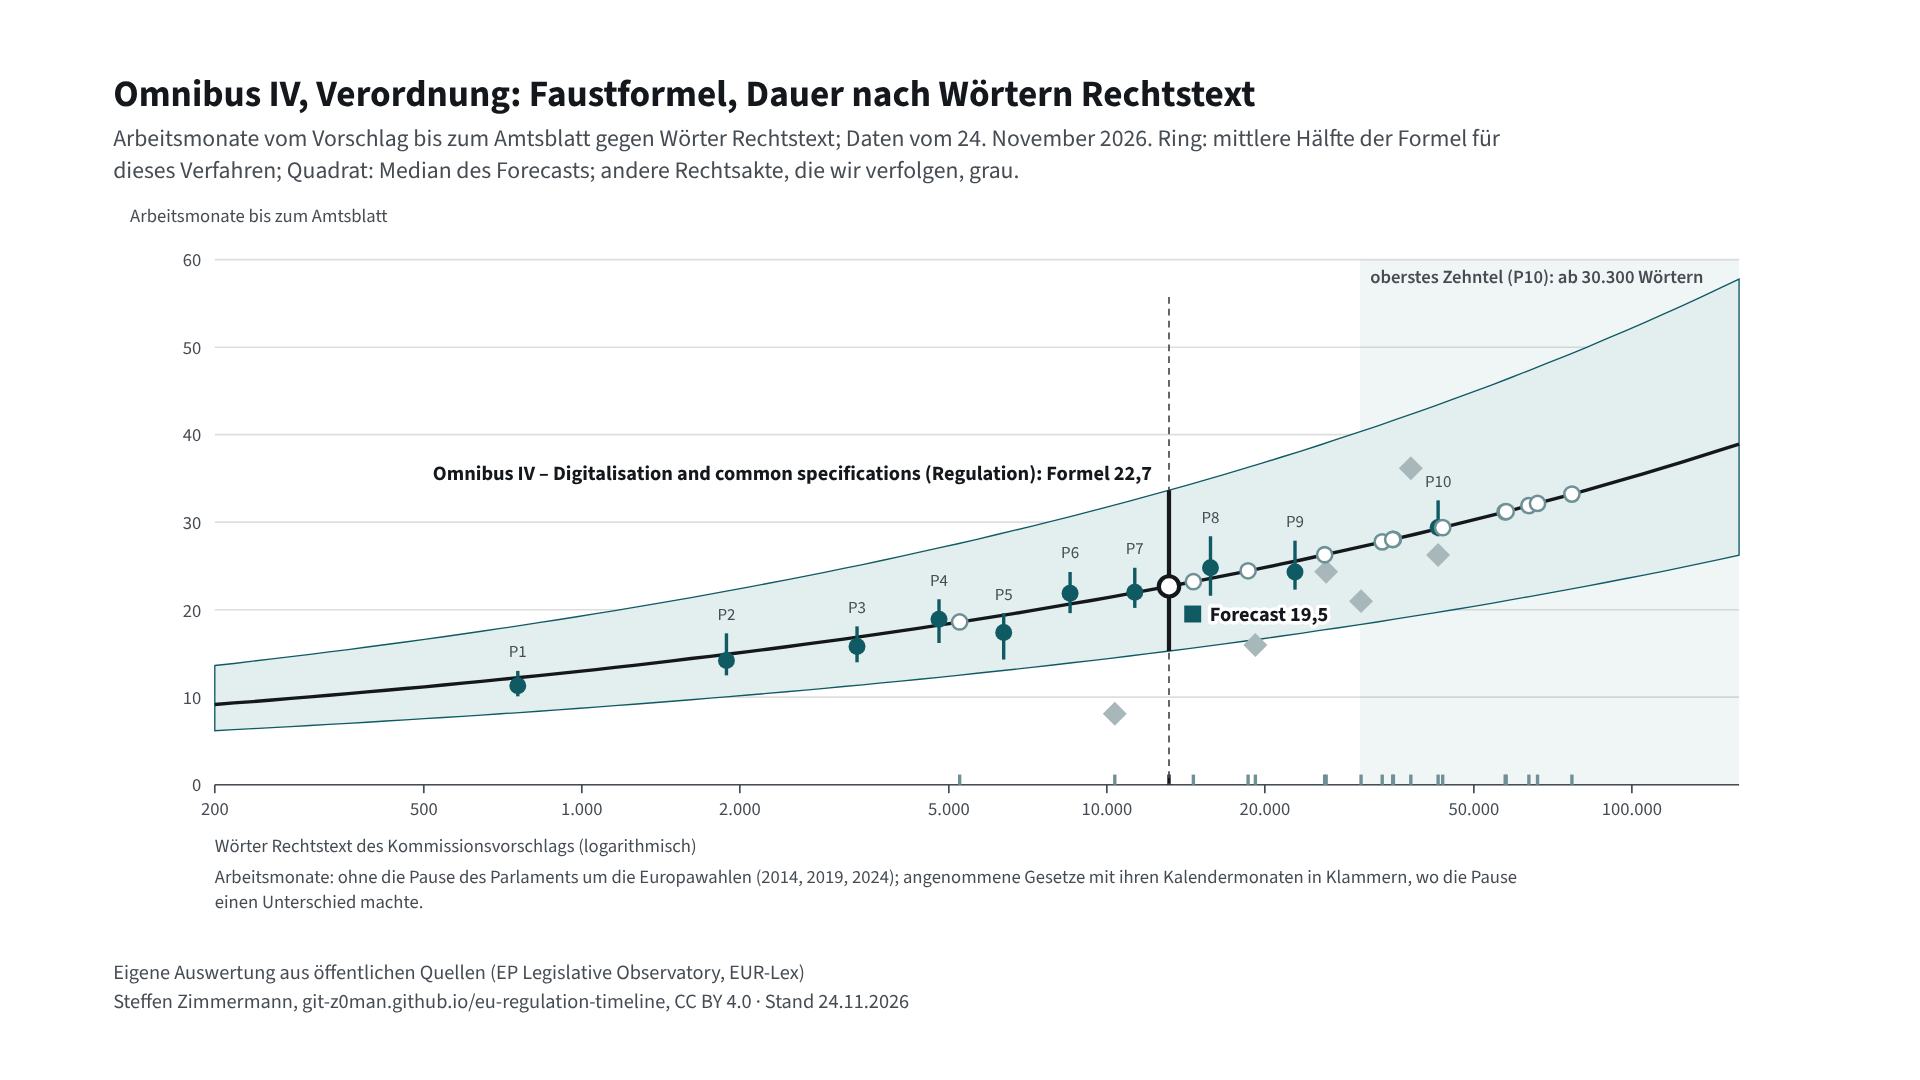 Omnibus IV, Verordnung: Faustformel, Dauer nach Wörtern Rechtstext
Arbeitsmonate vom Vorschlag bis zum Amtsblatt gegen Wörter Rechtstext; Daten vom 24. November 2026. Ring: mittlere Hälfte der Formel für
dieses Verfahren; Quadrat: Median des Forecasts; andere Rechtsakte, die wir verfolgen, grau.
Arbeitsmonate bis zum Amtsblatt
60
oberstes Zehntel (P10): ab 30.300 Wörtern
50
40
Omnibus IV – Digitalisation and common specifications (Regulation): Formel 22,7
P10
30
P8
P9
P7
P6
P4
P5
P3
P2
20
Forecast 19,5
P1
10
0
200
500
1.000
2.000
5.000
10.000
20.000
50.000
100.000
Wörter Rechtstext des Kommissionsvorschlags (logarithmisch)
Arbeitsmonate: ohne die Pause des Parlaments um die Europawahlen (2014, 2019, 2024); angenommene Gesetze mit ihren Kalendermonaten in Klammern, wo die Pause
einen Unterschied machte.
Eigene Auswertung aus öffentlichen Quellen (EP Legislative Observatory, EUR-Lex)
Steffen Zimmermann, git-z0man.github.io/eu-regulation-timeline, CC BY 4.0 · Stand 24.11.2026